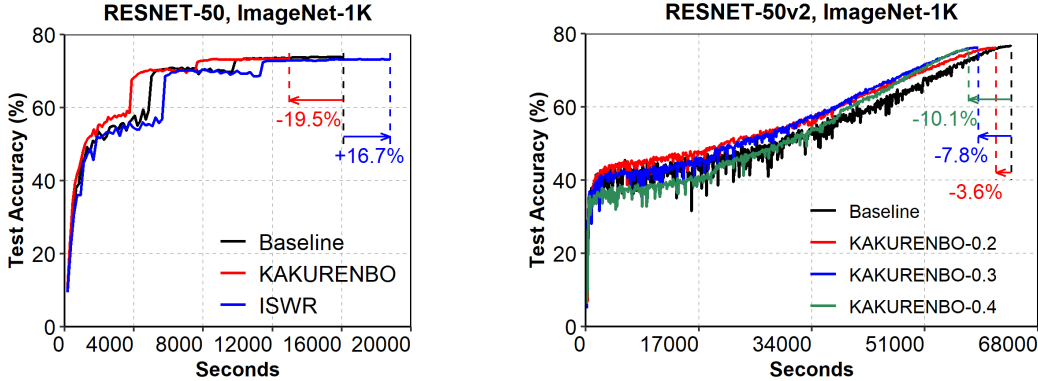 RESNET-50, ImageNet-1K
Test Accuracy (%)
80
60
40
20
0
-19.5%
+16.7%
Baseline
KAKURENBO
ISWR
0 4000 8000 12000 16000 20000
Seconds
RESNET-50v2, ImageNet-1K
Test Accuracy (%)
80
60
40
20
0
-10.1%
-7.8%
-3.6%
Baseline
KAKURENBO-0.2
KAKURENBO-0.3
KAKURENBO-0.4
0 17000 34000 51000 68000
Seconds